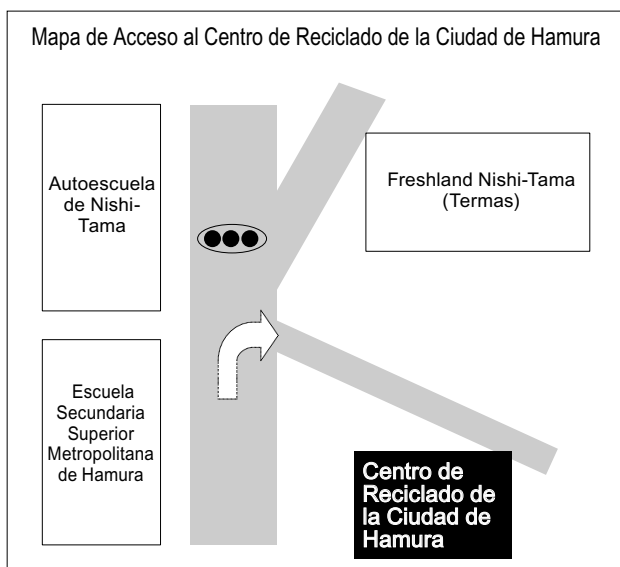 Mapa de Acceso al Centro de Reciclado de la Ciudad de Hamura
Autoescuela
de Nishi-
Tama
Freshland Nishi-Tama
(Termas)
Escuela
Secundaria
Superior
Metropolitana
de Hamura
Centro de
Reciclado de
la Ciudad de
Hamura